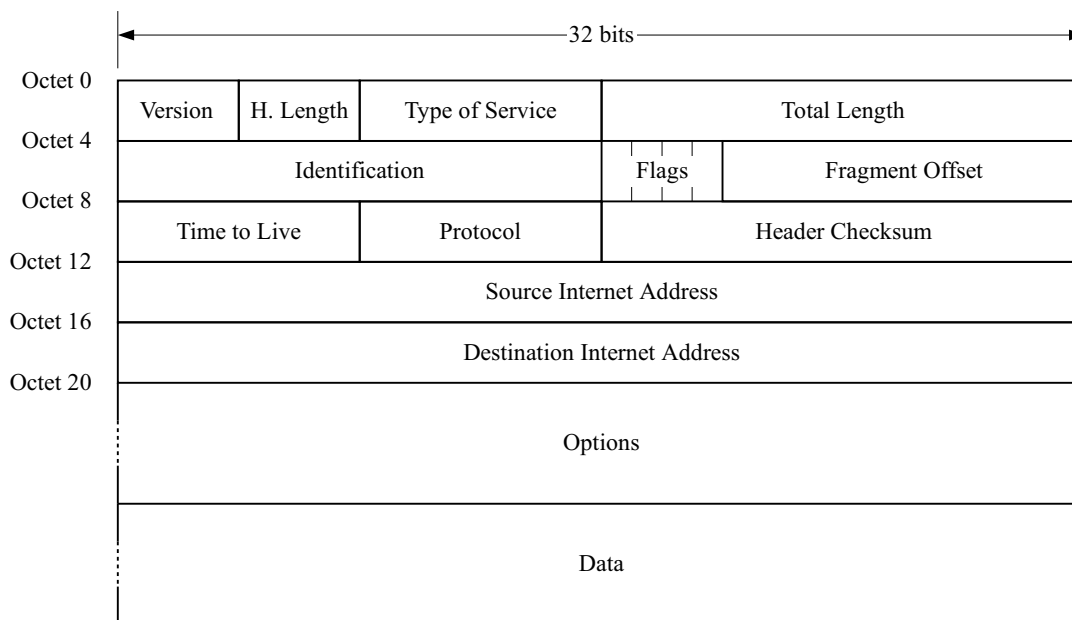 32 bits
Octet 0
Version H. Length Type of Service Total Length
Octet 4
Identification Flags Fragment Offset
Octet 8
Time to Live Protocol Header Checksum
Octet 12
Source Internet Address
Octet 16
Destination Internet Address
Octet 20
Options
Data